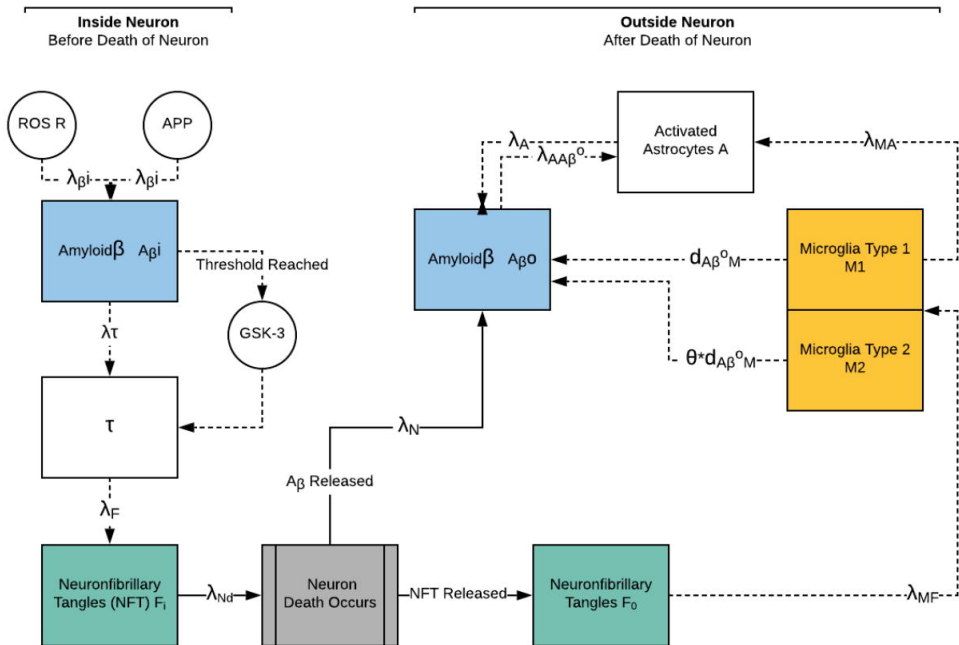 Inside Neuron
Before Death of Neuron
Outside Neuron
After Death of Neuron
ROS R
APP
λβi
λβi
Amyloidβ Aβi
Threshold Reached
GSK-3
λτ
τ
λF
Neuronfibrillary
Tangles (NFT) Fi
λNd
Neuron
Death Occurs
Aβ Released
λN
NFT Released
Neuronfibrillary
Tangles F0
λMF
Activated
Astrocytes A
λA
λAAβo
λMA
Amyloidβ Aβo
dAβoM
θ*dAβoM
Microglia Type 1
M1
Microglia Type 2
M2